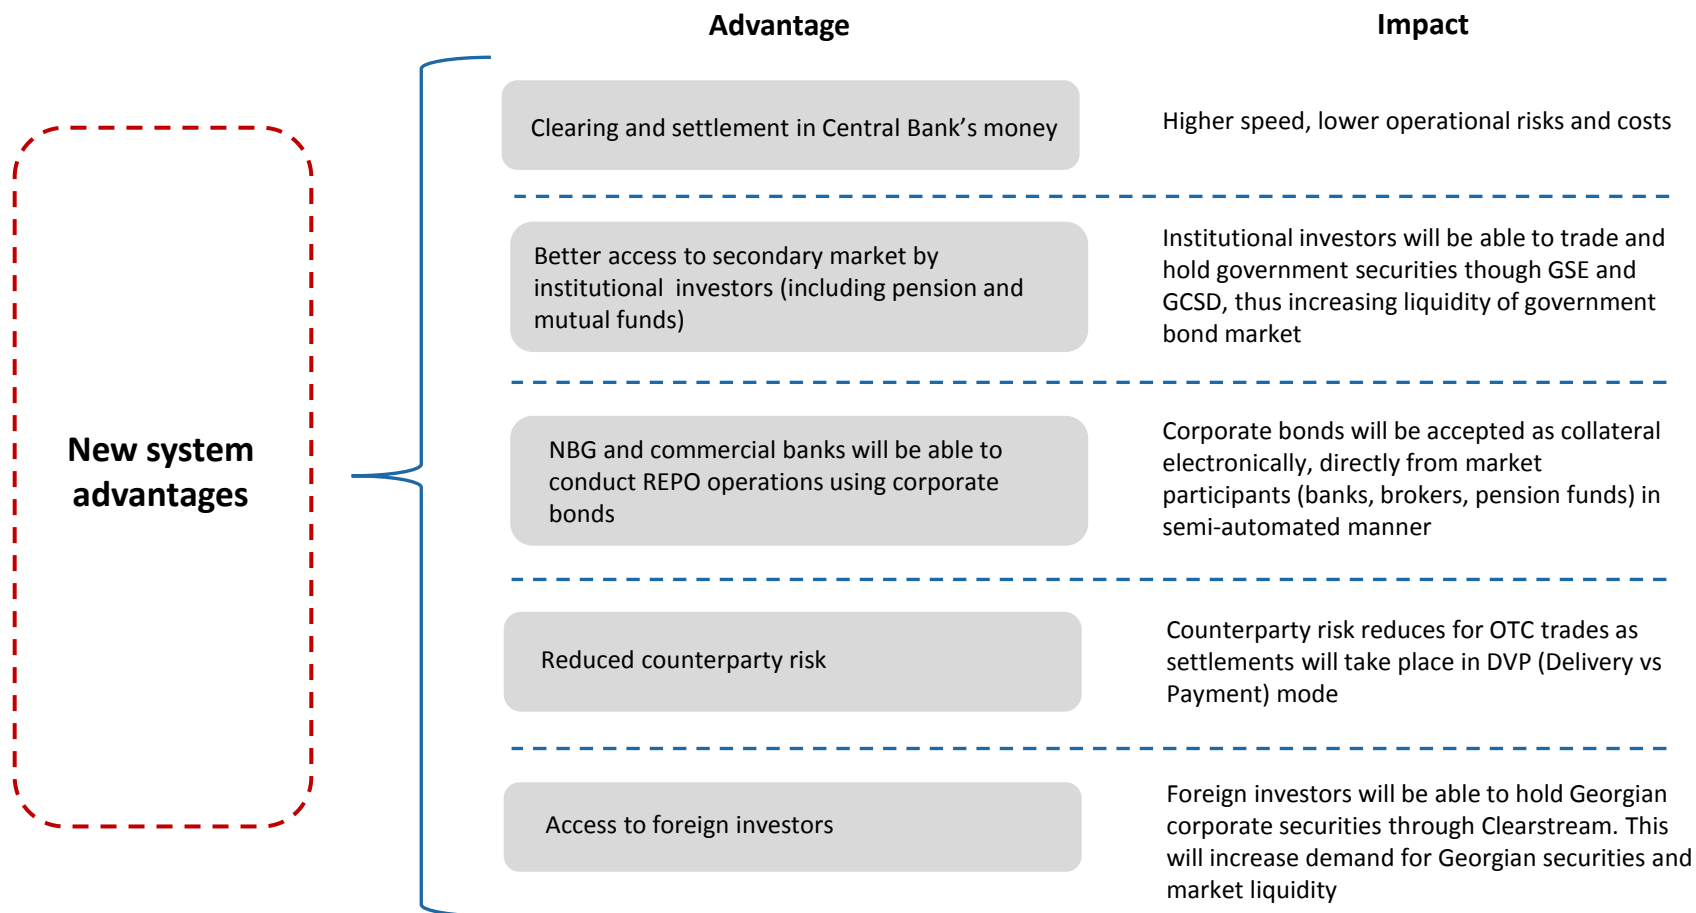 Advantage
Impact
New system
advantages
Clearing and settlement in Central Bank’s money
Higher speed, lower operational risks and costs
Better access to secondary market by
institutional  investors (including pension and
mutual funds)
Institutional investors will be able to trade and
hold government securities though GSE and
GCSD, thus increasing liquidity of government
bond market
NBG and commercial banks will be able to
conduct REPO operations using corporate
bonds
Corporate bonds will be accepted as collateral
electronically, directly from market
participants (banks, brokers, pension funds) in
semi-automated manner
Reduced counterparty risk
Counterparty risk reduces for OTC trades as
settlements will take place in DVP (Delivery vs
Payment) mode
Access to foreign investors
Foreign investors will be able to hold Georgian
corporate securities through Clearstream. This
will increase demand for Georgian securities and
market liquidity